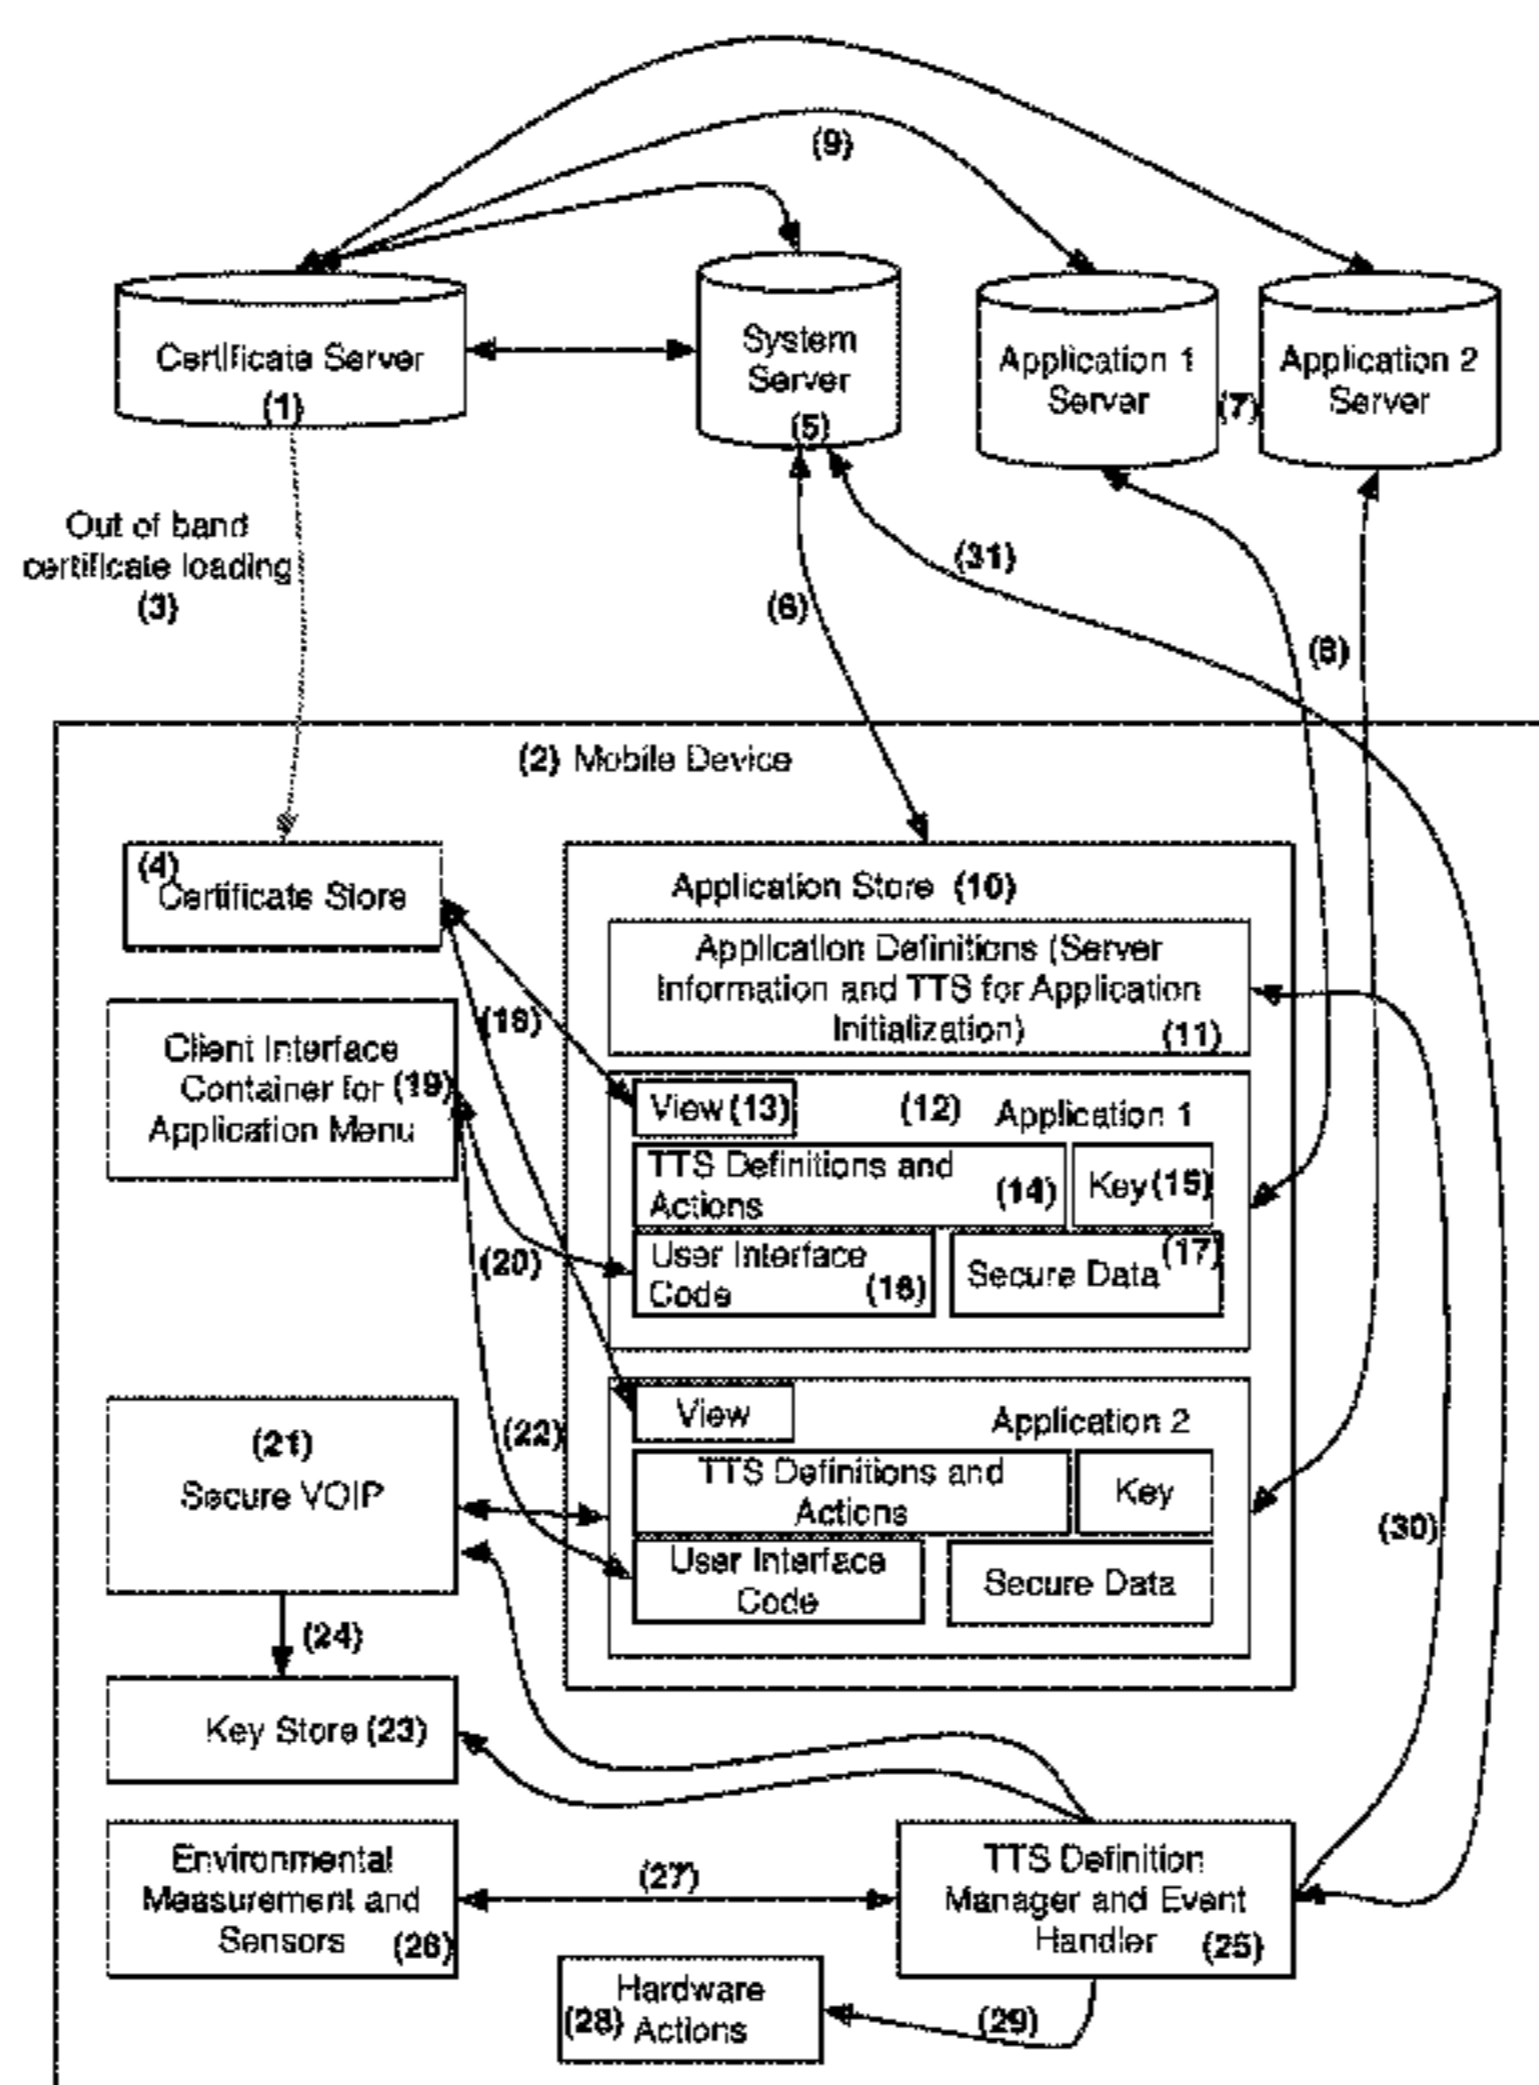 (9)
Certificate Server
(1)
System
Server
(5)
Application 1
Server
(7)
Application 2
Server
Out of band
certificate loading
(3)
(6)
(31)
(8)
(2) Mobile Device
(4)
Certificate Store
Application Store (10)
Application Definitions (Server
Information and TTS for Application
Initialization)
(11)
(18)
Client Interface
Container for (19)
Application Menu
View (13)
(12) Application 1
TTS Definitions and
Actions
(14)
Key (15)
User Interface
Code
(16)
Secure Data (17)
(20)
View
Application 2
TTS Definitions and
Actions
Key
User Interface
Code
Secure Data
(22)
(21)
Secure VOIP
(30)
(24)
Key Store (23)
Environmental
Measurement and
Sensors (26)
(27)
TTS Definition
Manager and Event
Handler (25)
Hardware
(28) Actions
(29)